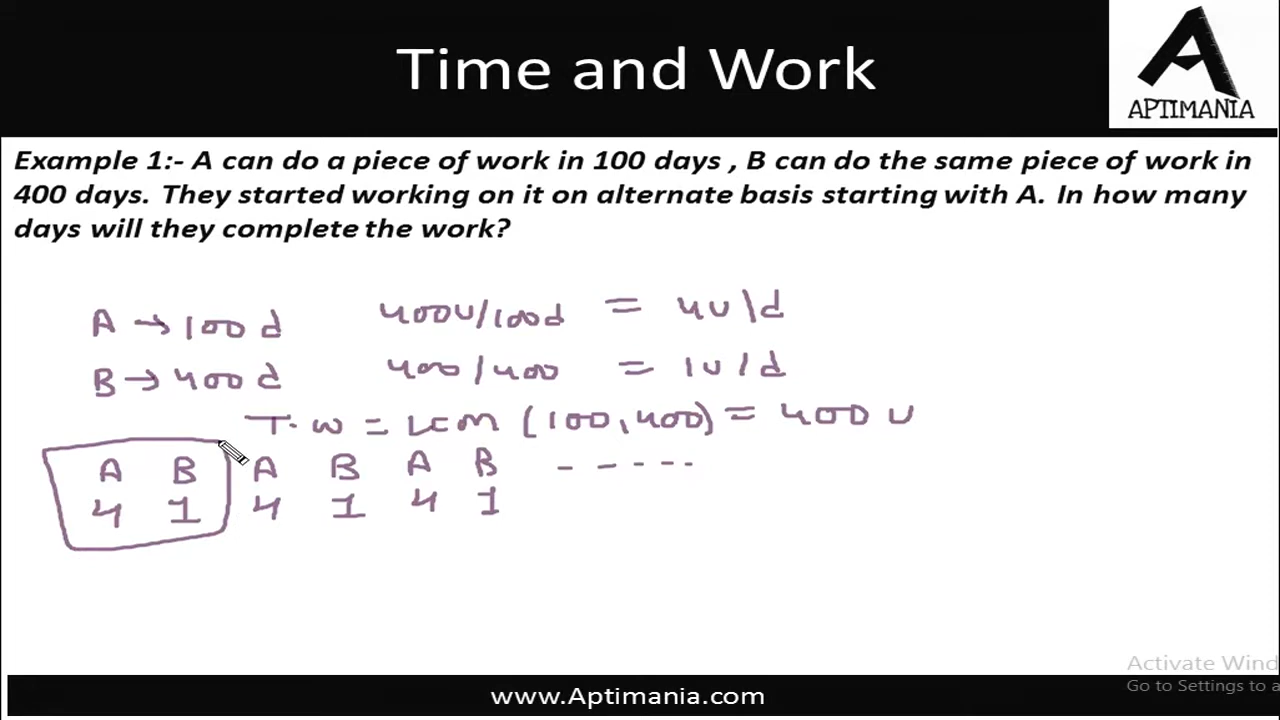 Time and Work
APTIMANIA
Example 1:- A can do a piece of work in 100 days , B can do the same piece of work in
400 days. They started working on it on alternate basis starting with A. In how many
days will they complete the work?
A → 100 d 400U/100d = 4U/d
B → 400 d 400/400 = 1U/d
T.W = LCM (100,400) = 400 U
A B A B A B -----
4 1 4 1 4 1
Activate Wind
Go to Settings to a
www.Aptimania.com